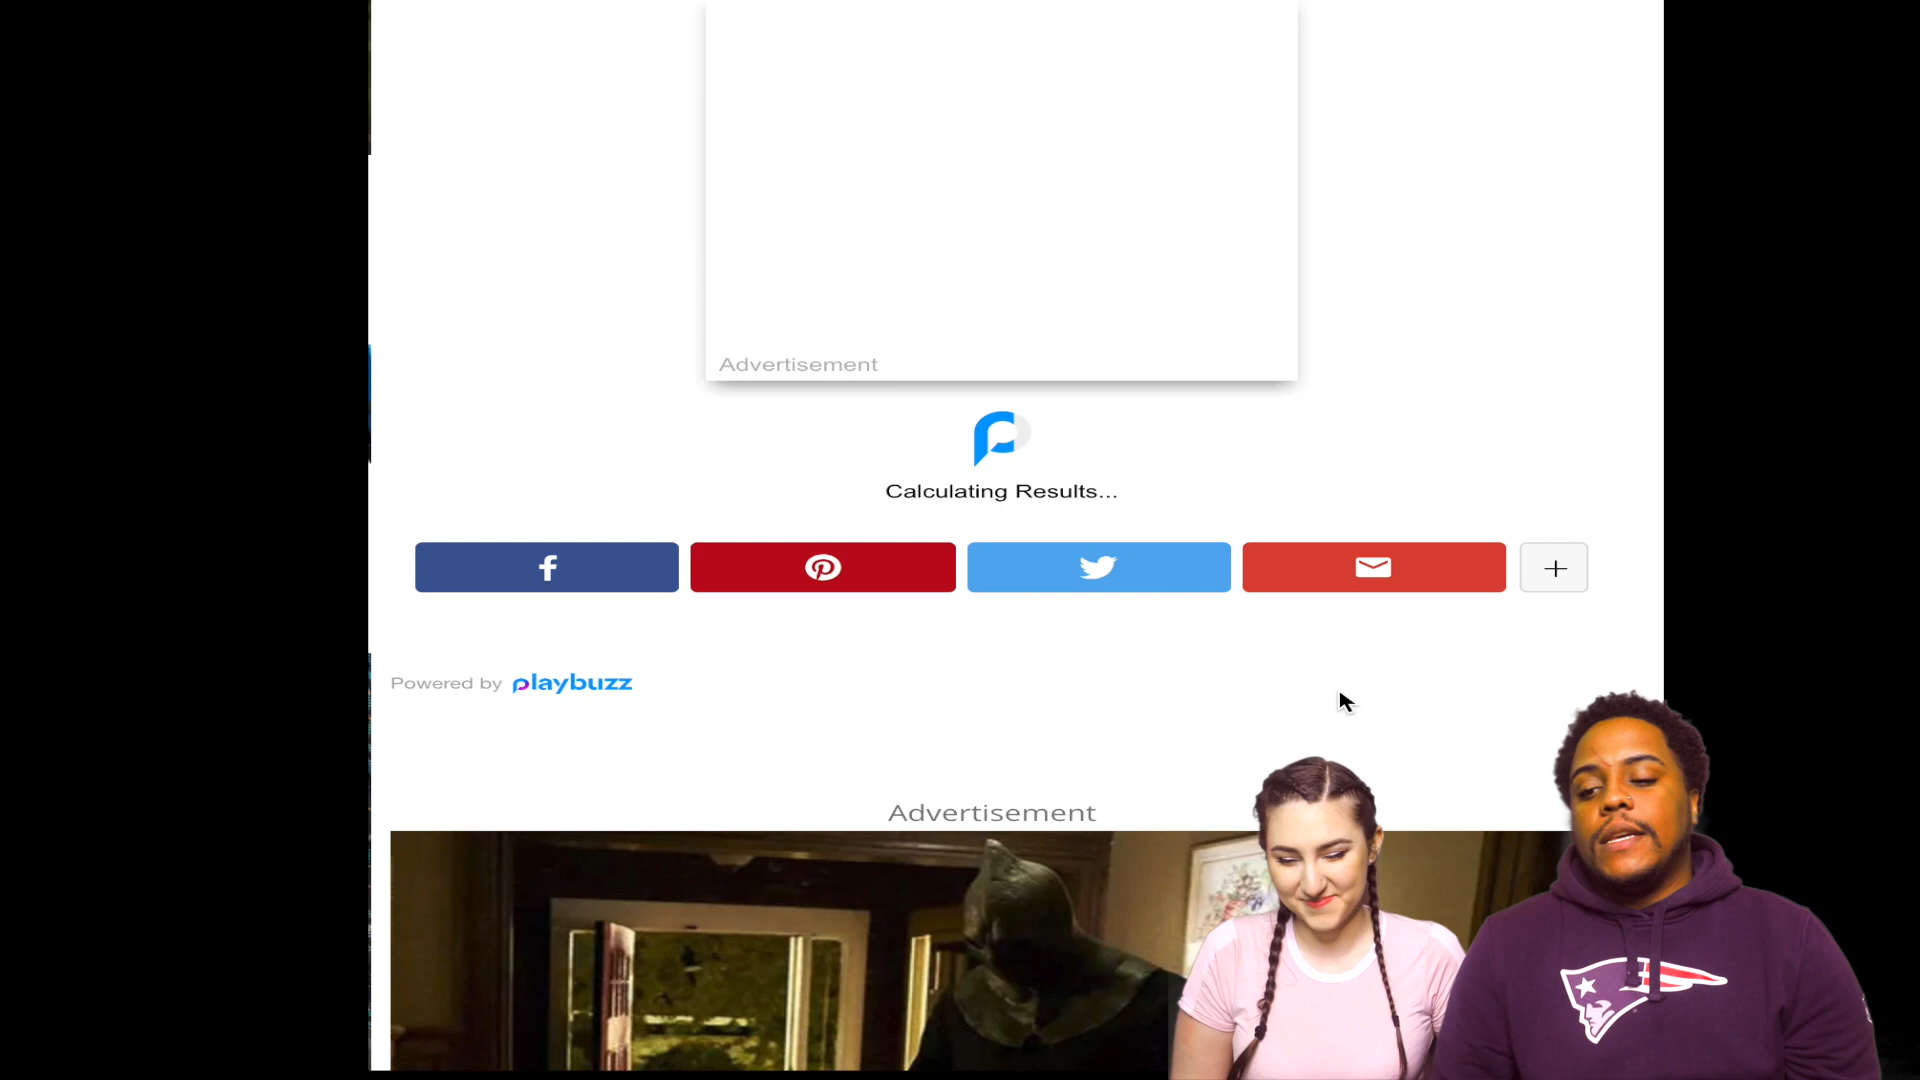 Advertisement
Calculating Results...
Powered by playbuzz
Advertisement